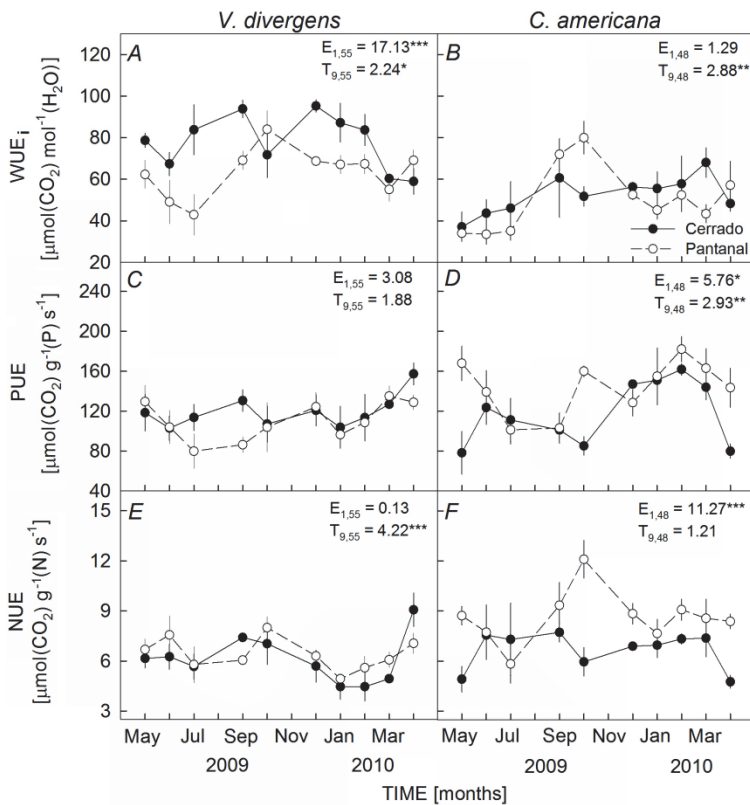 V. divergens
C. americana
A
E1,55 = 17.13***
T9,55 = 2.24*
B
E1,48 = 1.29
T9,48 = 2.88**
WUEi
[µmol(CO2) mol-1(H2O)]
120
100
80
60
40
20
Cerrado
Pantanal
C
E1,55 = 3.08
T9,55 = 1.88
D
E1,48 = 5.76*
T9,48 = 2.93**
PUE
[µmol(CO2) g-1(P) s-1]
240
200
160
120
80
40
E
E1,55 = 0.13
T9,55 = 4.22***
F
E1,48 = 11.27***
T9,48 = 1.21
NUE
[µmol(CO2) g-1(N) s-1]
15
12
9
6
3
May Jul Sep Nov Jan Mar May Jul Sep Nov Jan Mar
2009 2010 2009 2010
TIME [months]